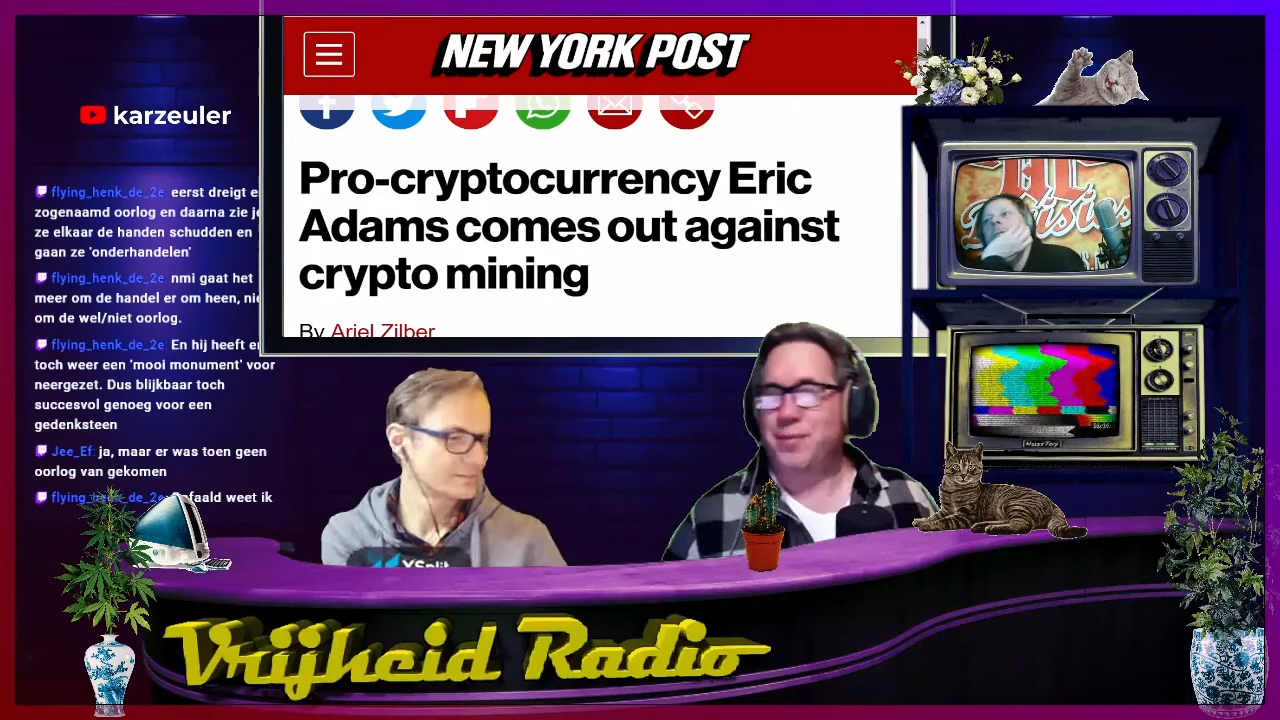 NEW YORK POST
Pro-cryptocurrency Eric
Adams comes out against
crypto mining
By Ariel Zilber
karzeuler
flying_henk_de_2e: eerst dreigt e
zogenaamd oorlog en daarna zie je
ze elkaar de handen schudden en
gaan ze 'onderhandelen'
flying_henk_de_2e: nmi gaat het
meer om de handel er om heen, nie
om de wel/niet oorlog.
flying_henk_de_2e: En hij heeft er
toch weer een 'mooi monument' voor
neergezet. Dus blijkbaar toch
succesvol genoeg voor een
gedenksteen
Jee_Ef: ja, maar er was toen geen
oorlog van gekomen
faald weet ik
XSplit
Vrijheid Radio